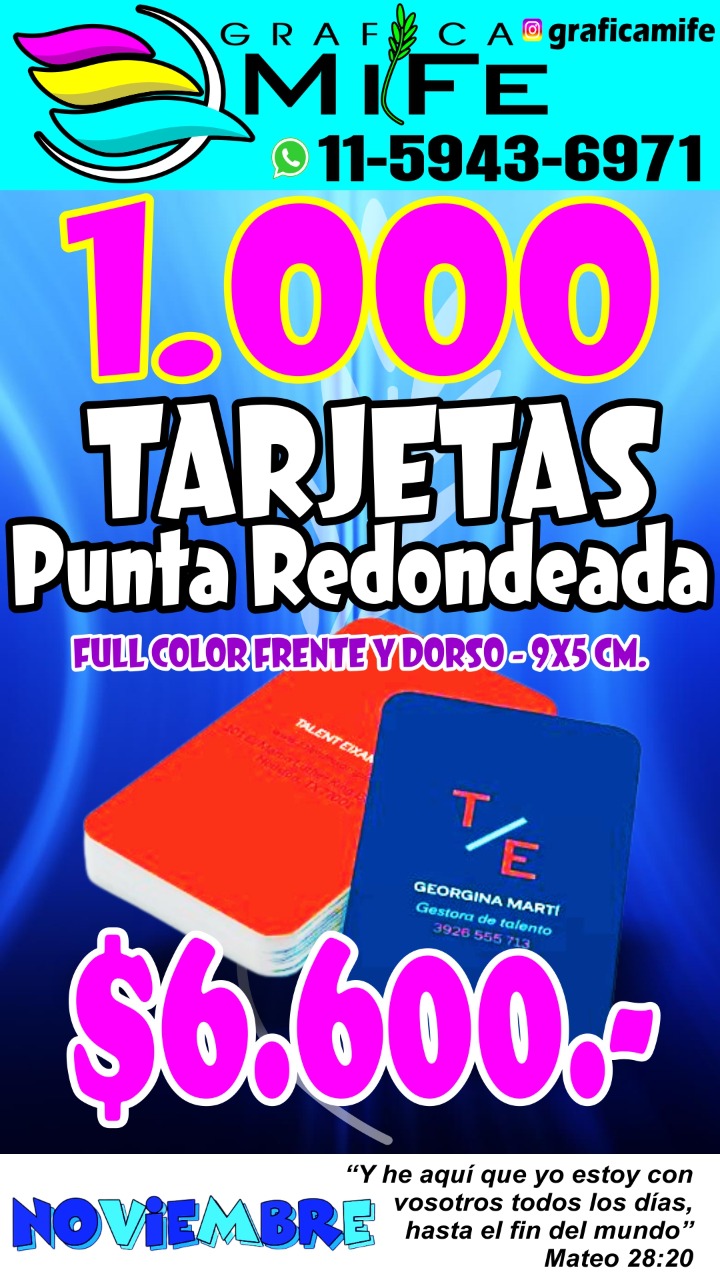 GRAFICA
graficamife
MIFE
11-5943-6971
1.000
TARJETAS
Punta Redondeada
FULL COLOR FRENTE Y DORSO - 9X5 CM.
TALENT EIXAM
T/E
GEORGINA MARTÍ
Gestora de talento
3926 555 713
$6.600.-
“Y he aquí que yo estoy con
vosotros todos los días,
hasta el fin del mundo”
Mateo 28:20
NOViEMBRE